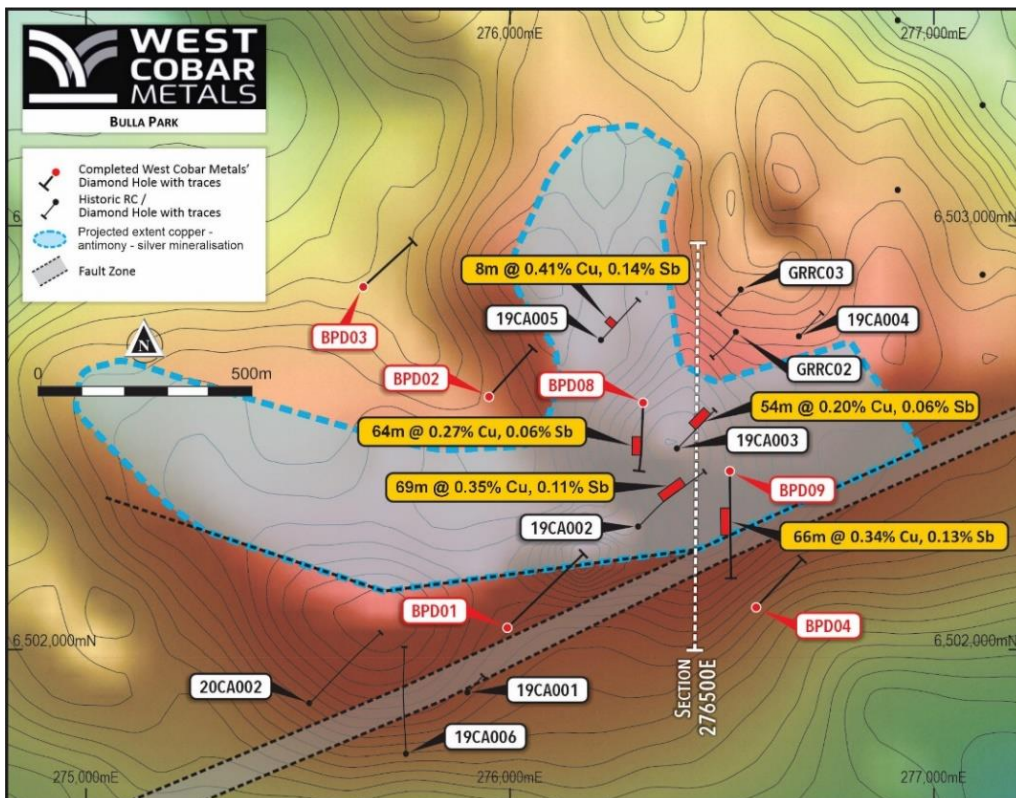 WEST
COBAR
METALS
BULLA PARK
Completed West Cobar Metals'
Diamond Hole with traces
Historic RC /
Diamond Hole with traces
Projected extent copper -
antimony - silver mineralisation
Fault Zone
276,000mE
277,000mE
6,503,000mN
8m @ 0.41% Cu, 0.14% Sb
GRRC03
19CA005
19CA004
BPD03
N
0
500m
BPD02
BPD08
GRRC02
64m @ 0.27% Cu, 0.06% Sb
54m @ 0.20% Cu, 0.06% Sb
19CA003
69m @ 0.35% Cu, 0.11% Sb
BPD09
19CA002
66m @ 0.34% Cu, 0.13% Sb
BPD01
BPD04
6,502,000mN
6,502,000mN
SECTION
276500E
20CA002
19CA001
19CA006
275,000mE
276,000mE
277,000mE